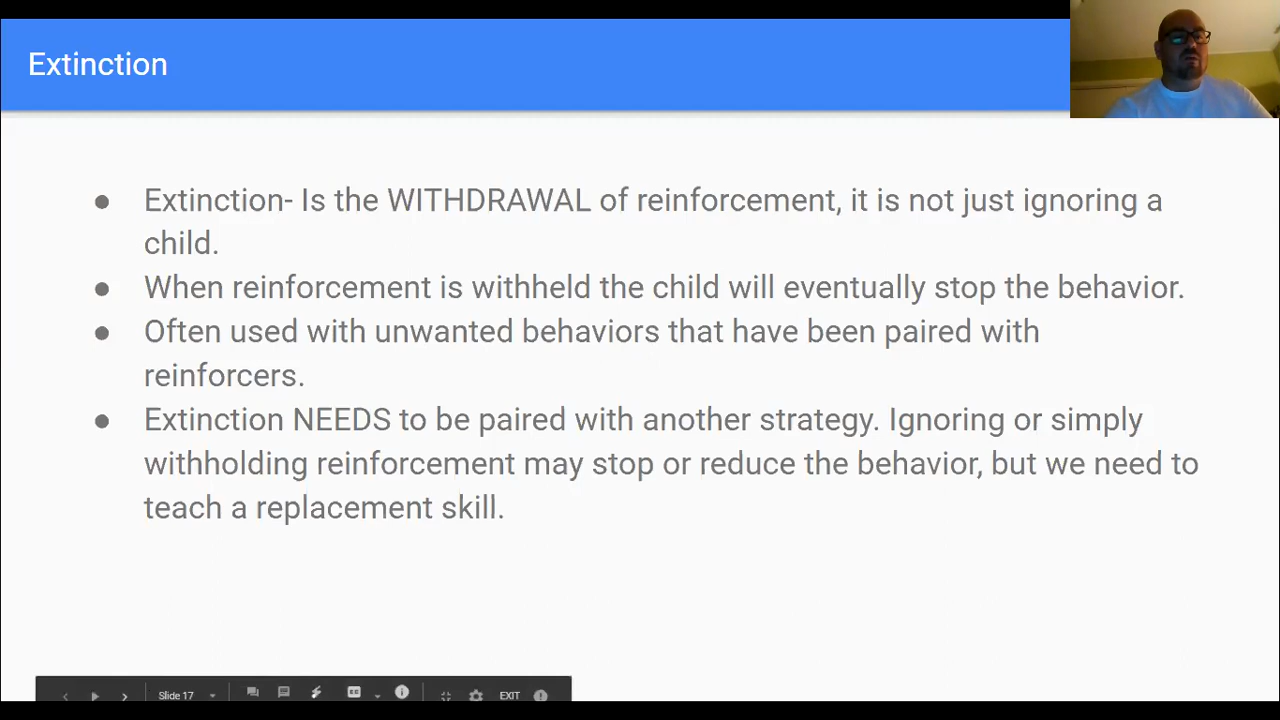 Extinction
● Extinction- Is the WITHDRAWAL of reinforcement, it is not just ignoring a
child.
● When reinforcement is withheld the child will eventually stop the behavior.
● Often used with unwanted behaviors that have been paired with
reinforcers.
● Extinction NEEDS to be paired with another strategy. Ignoring or simply
withholding reinforcement may stop or reduce the behavior, but we need to
teach a replacement skill.
Slide 17 CC EXIT